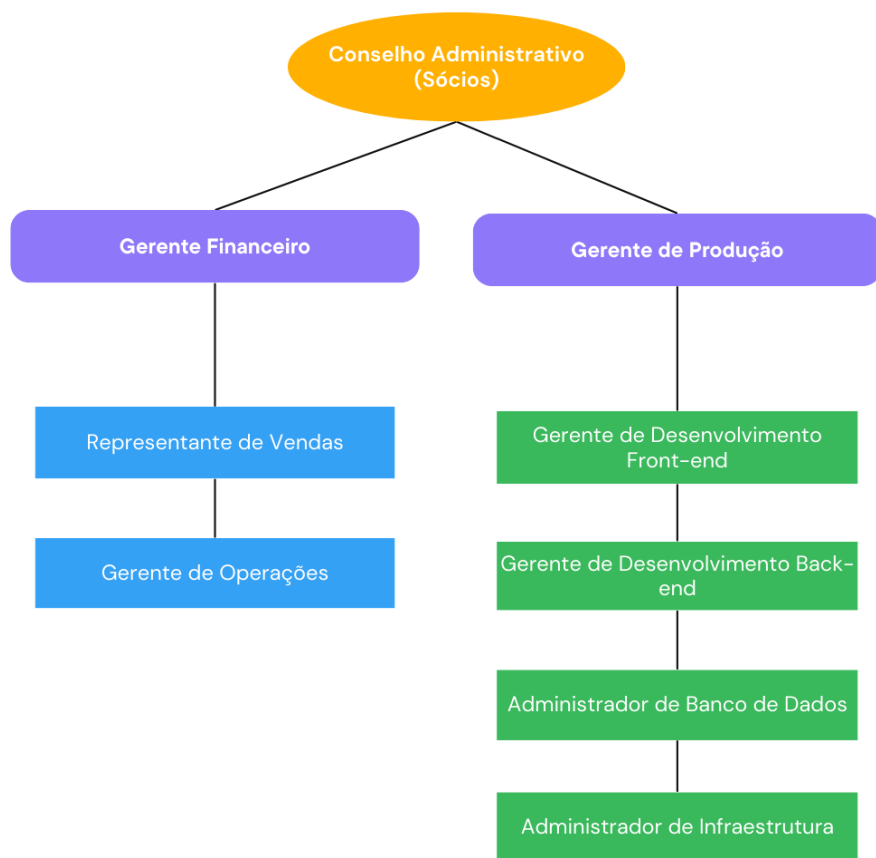 Conselho Administrativo
(Sócios)
Gerente Financeiro
Gerente de Produção
Representante de Vendas
Gerente de Desenvolvimento
Front-end
Gerente de Operações
Gerente de Desenvolvimento Back-
end
Administrador de Banco de Dados
Administrador de Infraestrutura